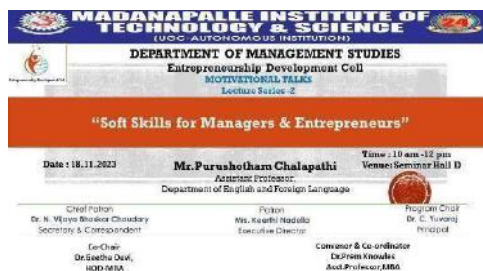 MADANAPALLE INSTITUTE OF
TECHNOLOGY & SCIENCE
(UGC-AUTONOMOUS INSTITUTION)
24
DEPARTMENT OF MANAGEMENT STUDIES
Entrepreneurship Development Cell
MOTIVATIONAL TALKS
Lecture Series -2
"Soft Skills for Managers & Entrepreneurs"
Date : 18.11.2023
Time : 10 am -12 pm
Venue: Seminar Hall D
Mr.Purushotham Chalapathi
Assistant Professor,
Department of English and Foreign Language
Chief Patron
Dr. N. Vijaya Bhaskar Choudary
Secretary & Correspondent
Patron
Mrs. Keerthi Nadella
Executive Director
Program Chair
Dr. C. Yuvaraj
Principal
Co-Chair
Dr.Geetha Devi,
HOD-MBA
Convenor & Co-ordinator
Dr.Prem Knowles
Asst.Professor,MBA